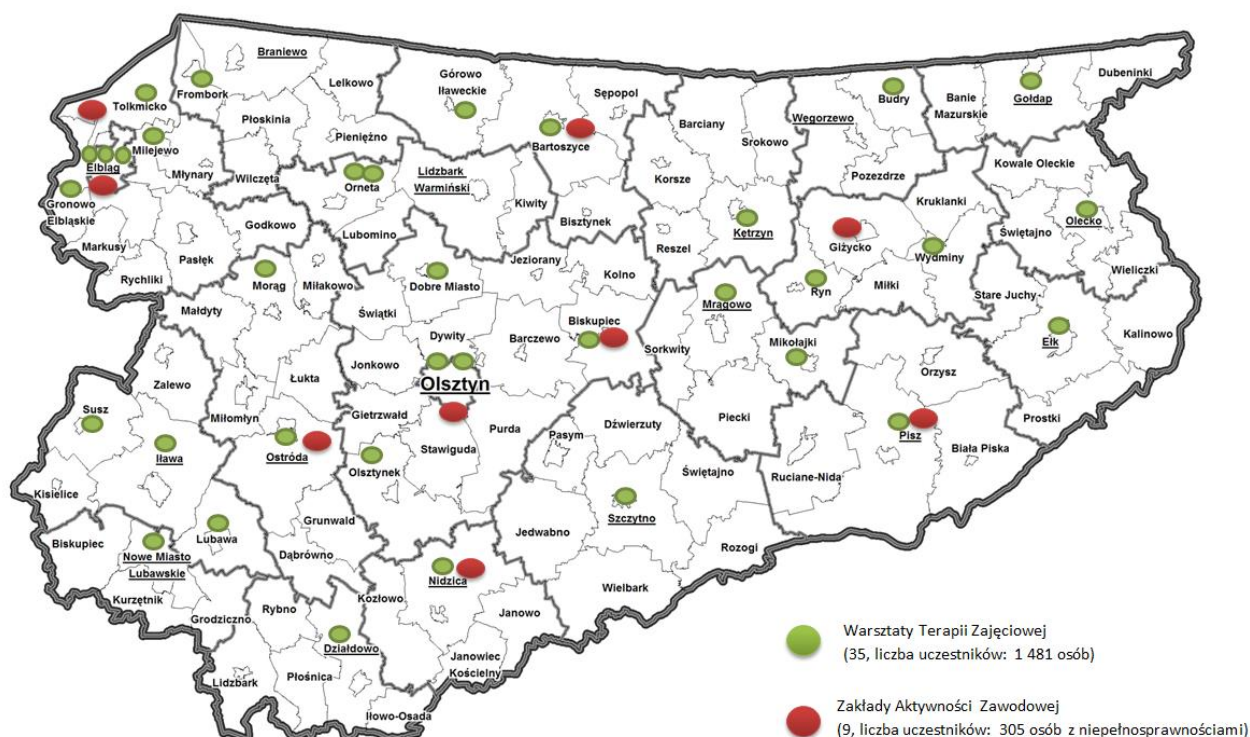 Braniewo
Lelkowo
Górowo
Iławeckie
Sępopol
Frombork
Tolkmicko
Płoskinia
Pieniężno
Bartoszyce
Barciany
Srokowo
Węgorzewo
Budry
Banie
Mazurskie
Gołdap
Dubeninki
Milejewo
Elbląg
Młynary
Wilczęta
Orneta
Lidzbark
Warmiński
Kiwity
Bisztynek
Korsze
Pozezdrze
Kowale Oleckie
Gronowo
Elbląskie
Markusy
Pasłęk
Godkowo
Lubomino
Reszel
Kętrzyn
Giżycko
Kruklanki
Wydminy
Świętajno
Olecko
Wieliczki
Rychliki
Morąg
Miłakowo
Dobre Miasto
Jeziorany
Kolno
Mrągowo
Ryn
Miłki
Stare Juchy
Małdyty
Świątki
Dywity
Barczewo
Biskupiec
Sorkwity
Mikołajki
Orzysz
Ełk
Kalinowo
Zalewo
Łukta
Jonkowo
Olsztyn
Susz
Miłomłyn
Gietrzwałd
Purda
Pasym
Dźwierzuty
Piecki
Pisz
Biała Piska
Prostki
Iława
Ostróda
Olsztynek
Stawiguda
Świętajno
Ruciane-Nida
Kisielice
Szczytno
Biskupiec
Nowe Miasto
Lubawskie
Lubawa
Grunwald
Dąbrówno
Jedwabno
Rozogi
Kurzętnik
Grodziczno
Rybno
Działdowo
Kozłowo
Nidzica
Janowo
Wielbark
Lidzbark
Płośnica
Iłowo-Osada
Janowiec
Kościelny
Warsztaty Terapii Zajęciowej
(35, liczba uczestników: 1 481 osób)
Zakłady Aktywności Zawodowej
(9, liczba uczestników: 305 osób z niepełnosprawnościami)